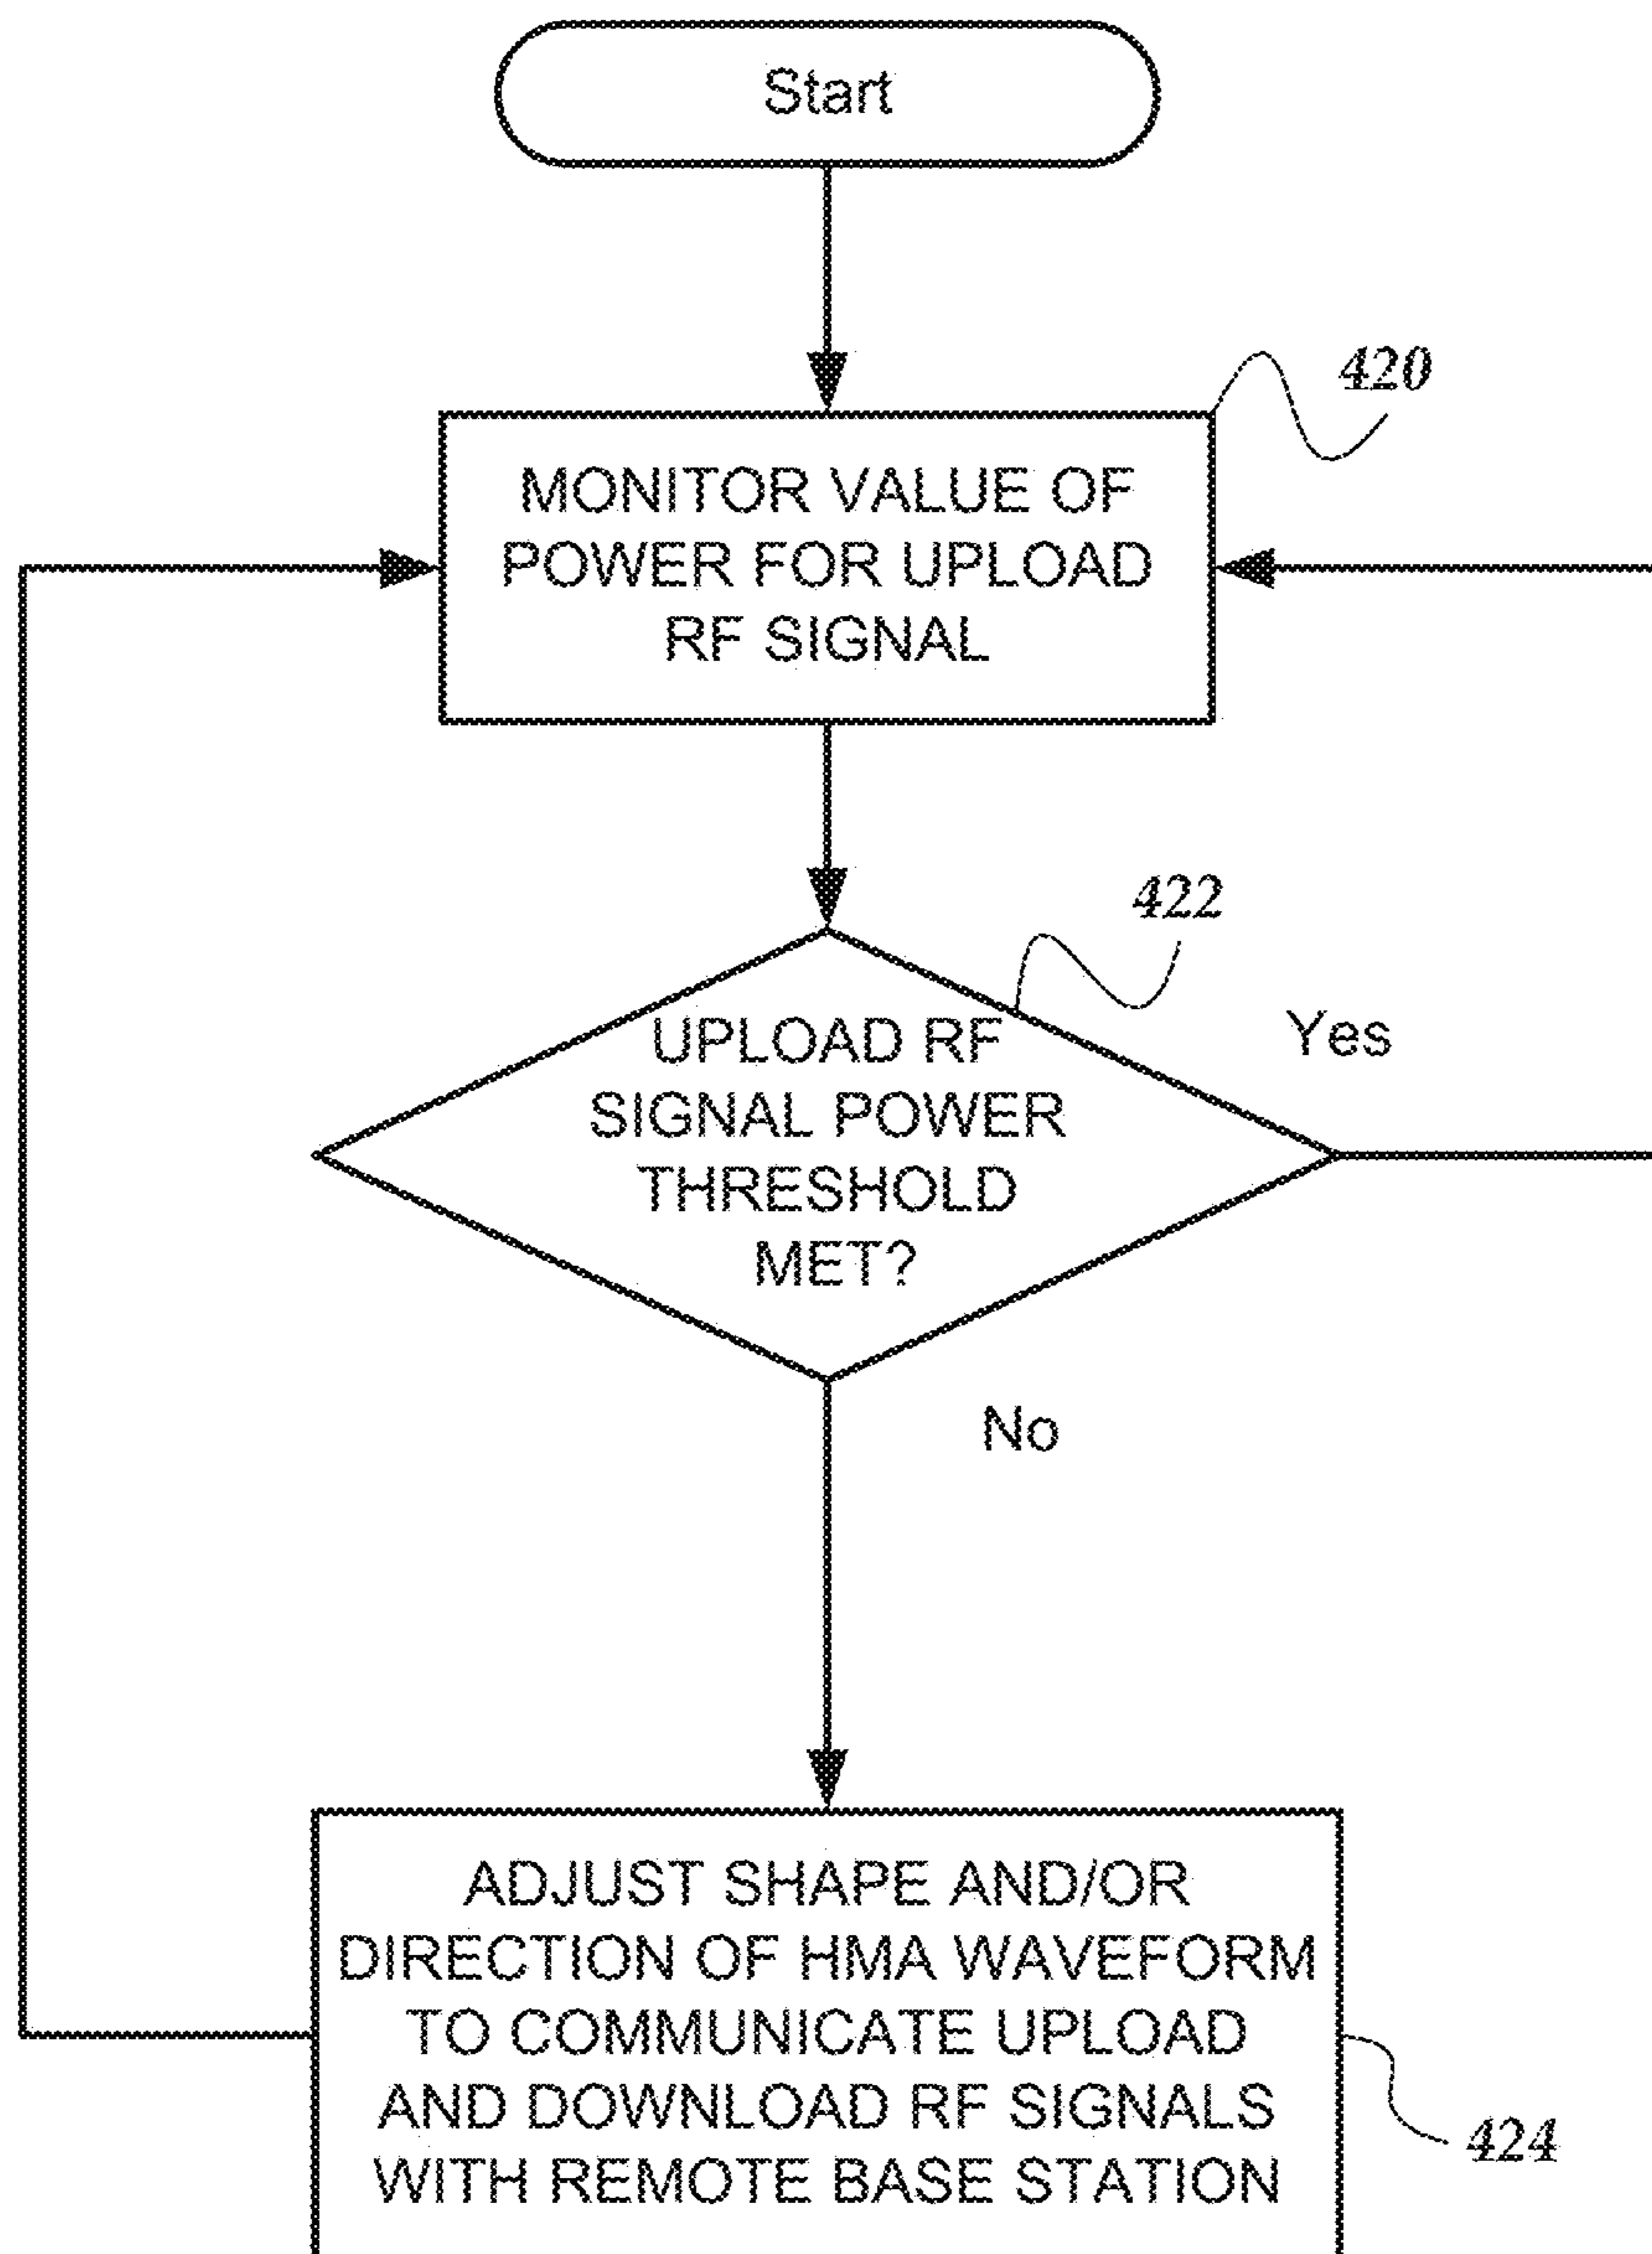 Start
420
MONITOR VALUE OF
POWER FOR UPLOAD
RF SIGNAL
422
UPLOAD RF
SIGNAL POWER
THRESHOLD
MET?
Yes
No
ADJUST SHAPE AND/OR
DIRECTION OF HMA WAVEFORM
TO COMMUNICATE UPLOAD
AND DOWNLOAD RF SIGNALS
WITH REMOTE BASE STATION
424